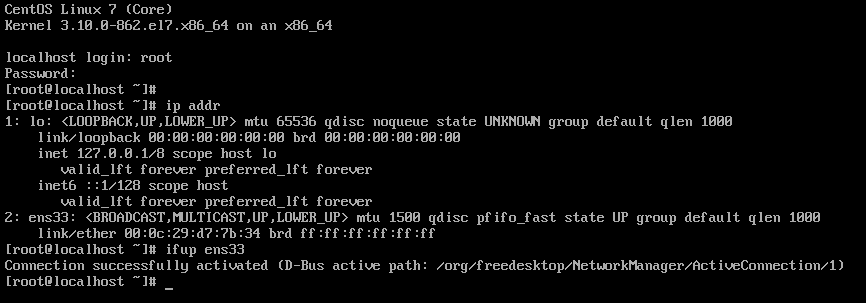 CentOS Linux 7 (Core)
Kernel 3.10.0-862.el7.x86_64 on an x86_64
localhost login: root
Password:
[root@localhost ~]#
[root@localhost ~]# ip addr
1: lo: <LOOPBACK,UP,LOWER_UP> mtu 65536 qdisc noqueue state UNKNOWN group default qlen 1000
    link/loopback 00:00:00:00:00:00 brd 00:00:00:00:00:00
    inet 127.0.0.1/8 scope host lo
       valid_lft forever preferred_lft forever
    inet6 ::1/128 scope host
       valid_lft forever preferred_lft forever
2: ens33: <BROADCAST,MULTICAST,UP,LOWER_UP> mtu 1500 qdisc pfifo_fast state UP group default qlen 1000
    link/ether 00:0c:29:d7:7b:34 brd ff:ff:ff:ff:ff:ff
[root@localhost ~]# ifup ens33
Connection successfully activated (D-Bus active path: /org/freedesktop/NetworkManager/ActiveConnection/1)
[root@localhost ~]# _